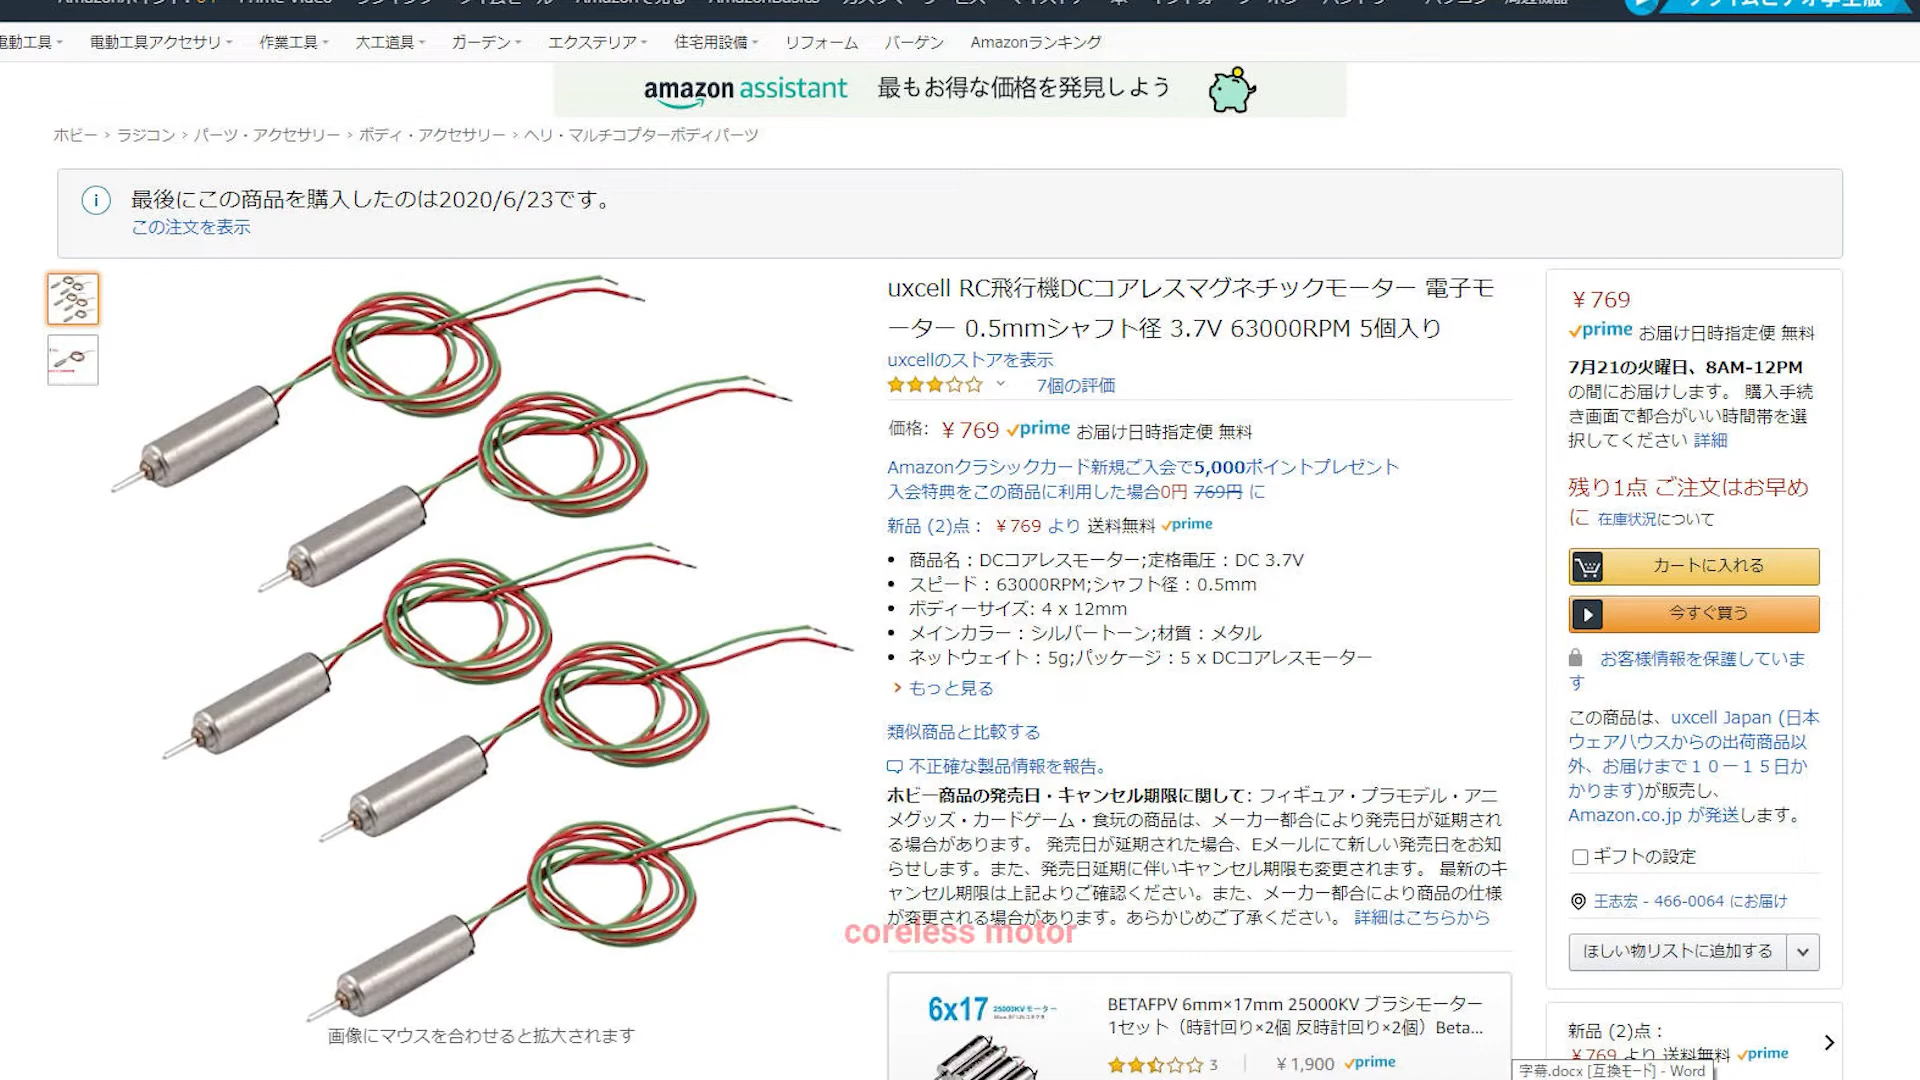 電動工具 電動工具アクセサリ 作業工具 大工道具 ガーデン エクステリア 住宅用設備 リフォーム バーゲン Amazonランキング
amazon assistant 最もお得な価格を発見しよう
ホビー › ラジコン › パーツ・アクセサリー › ボディ・アクセサリー › ヘリ・マルチコプターボディパーツ
最後にこの商品を購入したのは2020/6/23です。
この注文を表示
uxcell RC飛行機DCコアレスマグネチックモーター 電子モ
ーター 0.5mmシャフト径 3.7V 63000RPM 5個入り
uxcellのストアを表示
7個の評価
価格: ￥769 prime お届け日時指定便 無料
Amazonクラシックカード新規ご入会で5,000ポイントプレゼント
入会特典をこの商品に利用した場合0円 769円 に
新品 (2)点： ￥769 より 送料無料 prime
• 商品名：DCコアレスモーター;定格電圧：DC 3.7V
• スピード：63000RPM;シャフト径：0.5mm
• ボディーサイズ: 4 x 12mm
• メインカラー：シルバートーン;材質：メタル
• ネットウェイト：5g;パッケージ：5 x DCコアレスモーター
› もっと見る
類似商品と比較する
不正確な製品情報を報告。
ホビー商品の発売日・キャンセル期限に関して: フィギュア・プラモデル・アニ
メグッズ・カードゲーム・食玩の商品は、メーカー都合により発売日が延期され
る場合があります。 発売日が延期された場合、Eメールにて新しい発売日をお知
らせします。また、発売日延期に伴いキャンセル期限も変更されます。 最新のキ
ャンセル期限は上記よりご確認ください。また、メーカー都合により商品の仕様
が変更される場合があります。あらかじめご了承ください。 詳細はこちらから
coreless motor
画像にマウスを合わせると拡大されます
6x17 25000KVモーター
BETAFPV 6mm×17mm 25000KV ブラシモーター
1セット（時計回り×2個 反時計回り×2個）Beta...
3 ￥1,900 prime
￥769
prime お届け日時指定便 無料
7月21の火曜日、8AM-12PM
の間にお届けします。 購入手続
き画面で都合がいい時間帯を選
択してください 詳細
残り1点 ご注文はお早め
に 在庫状況について
カートに入れる
今すぐ買う
お客様情報を保護していま
す
この商品は、uxcell Japan (日本
ウェアハウスからの出荷商品以
外、お届けまで１０－１５日か
かります)が販売し、
Amazon.co.jp が発送します。
ギフトの設定
王志宏 - 466-0064 にお届け
ほしい物リストに追加する
新品 (2)点：
￥769 より 送料無料 prime
字幕.docx [互換モード] - Word